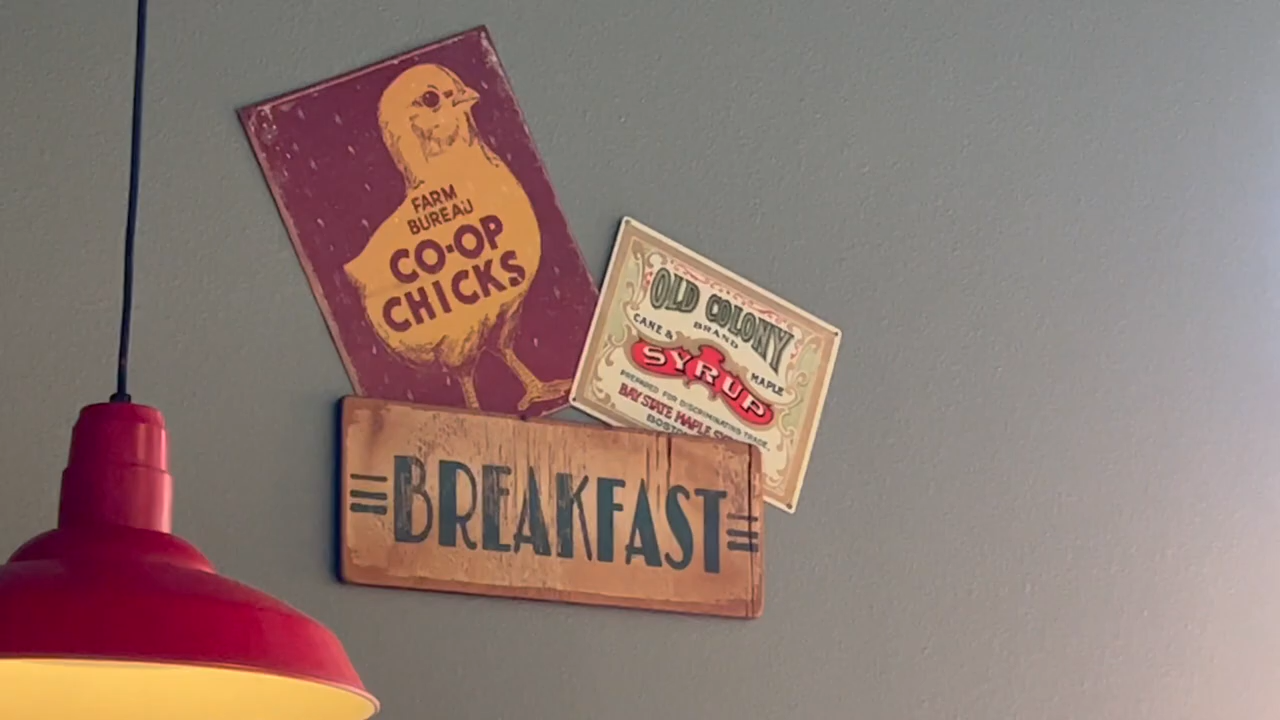 FARM
BUREAU
CO-OP
CHICKS
OLD COLONY
BRAND
CANE &
MAPLE
SYRUP
PREPARED FOR DISCRIMINATING TRADE.
BAY STATE MAPLE
BREAKFAST